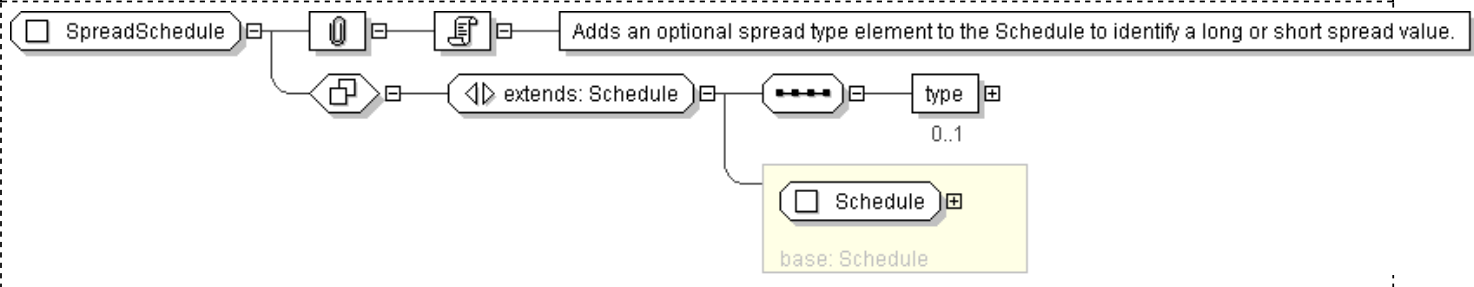 SpreadSchedule
Adds an optional spread type element to the Schedule to identify a long or short spread value.
extends: Schedule
type
0..1
Schedule
base: Schedule